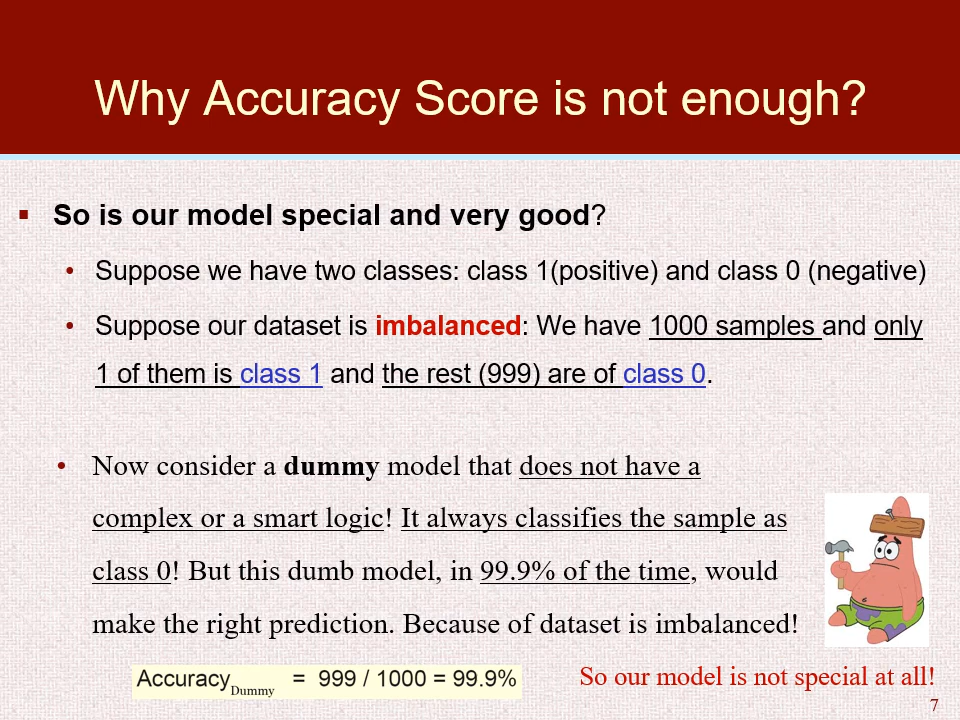 Why Accuracy Score is not enough?
▪ So is our model special and very good?
• Suppose we have two classes: class 1(positive) and class 0 (negative)
• Suppose our dataset is imbalanced: We have 1000 samples and only
1 of them is class 1 and the rest (999) are of class 0.
• Now consider a dummy model that does not have a
complex or a smart logic! It always classifies the sample as
class 0! But this dumb model, in 99.9% of the time, would
make the right prediction. Because of dataset is imbalanced!
Accuracy Dummy = 999 / 1000 = 99.9%
So our model is not special at all!
7